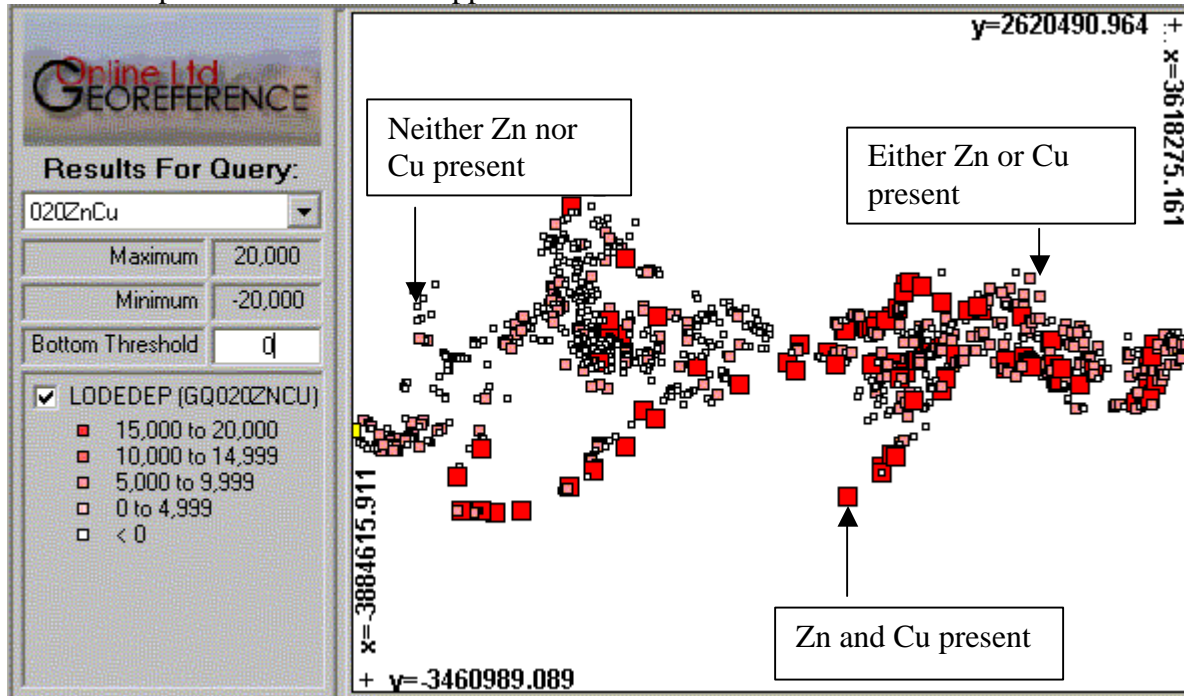 Online Ltd
GEOREFERENCE
Results For Query:
020ZnCu
Maximum 20,000
Minimum -20,000
Bottom Threshold 0
LODEDEP (GQ020ZNCU)
15,000 to 20,000
10,000 to 14,999
5,000 to 9,999
0 to 4,999
< 0
y=2620490.964 +
x=3618275.161
Neither Zn nor
Cu present
Either Zn or Cu
present
Zn and Cu present
x=-3884615.911
+ y=-3460989.089